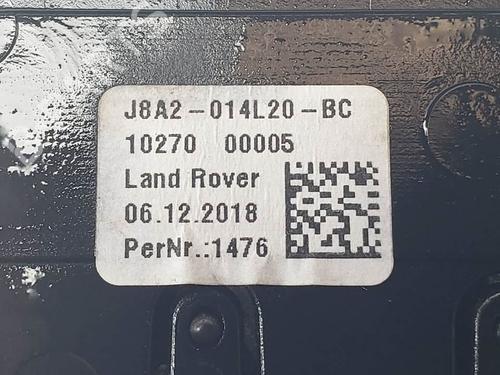 J8A2-014L20-BC
10270 00005
Land Rover
06.12.2018
PerNr.:1476